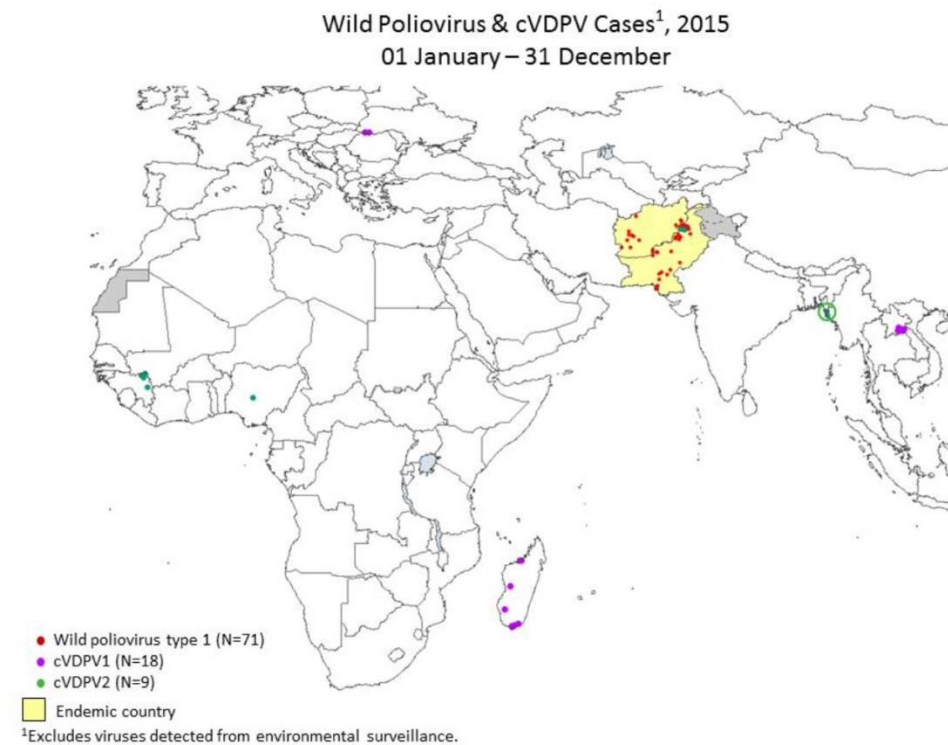 Wild Poliovirus & cVDPV Cases¹, 2015
01 January – 31 December
Wild poliovirus type 1 (N=71)
cVDPV1 (N=18)
cVDPV2 (N=9)
Endemic country
¹Excludes viruses detected from environmental surveillance.